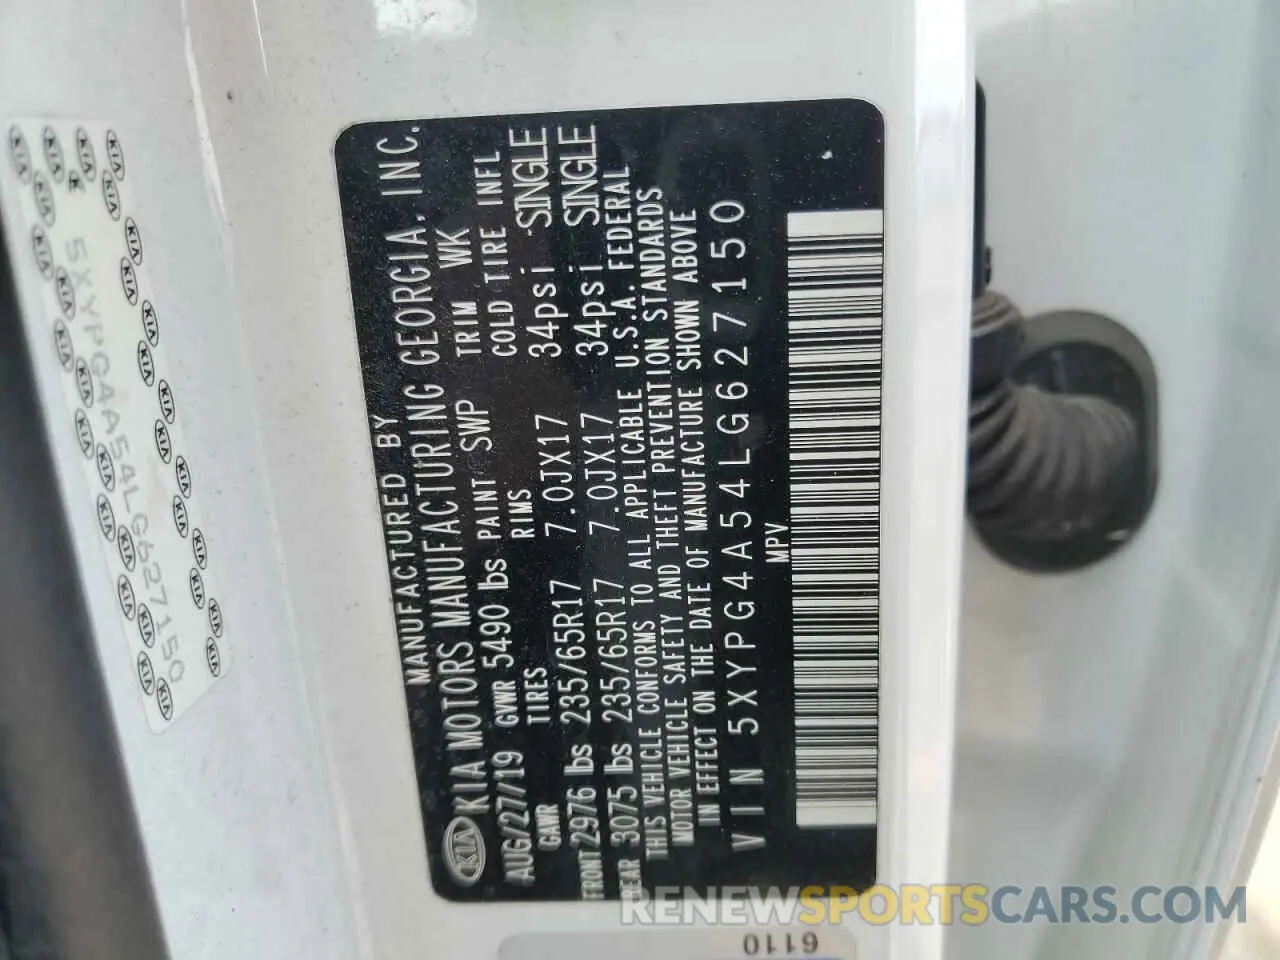 MANUFACTURED BY
KIA KIA MOTORS MANUFACTURING GEORGIA, INC.
AUG/27/19 GVWR 5490 lbs PAINT SWP TRIM WK
GAWR TIRES RIMS COLD TIRE INFL
FRONT 2976 lbs 235/65R17 7.0JX17 34psi SINGLE
REAR 3075 lbs 235/65R17 7.0JX17 34psi SINGLE
THIS VEHICLE CONFORMS TO ALL APPLICABLE U.S.A. FEDERAL
MOTOR VEHICLE SAFETY AND THEFT PREVENTION STANDARDS
IN EFFECT ON THE DATE OF MANUFACTURE SHOWN ABOVE
VIN 5XYPG4A54LG627150
MPV
5XYPG4A54LG627150
6110
RENEWSPORTSCARS.COM